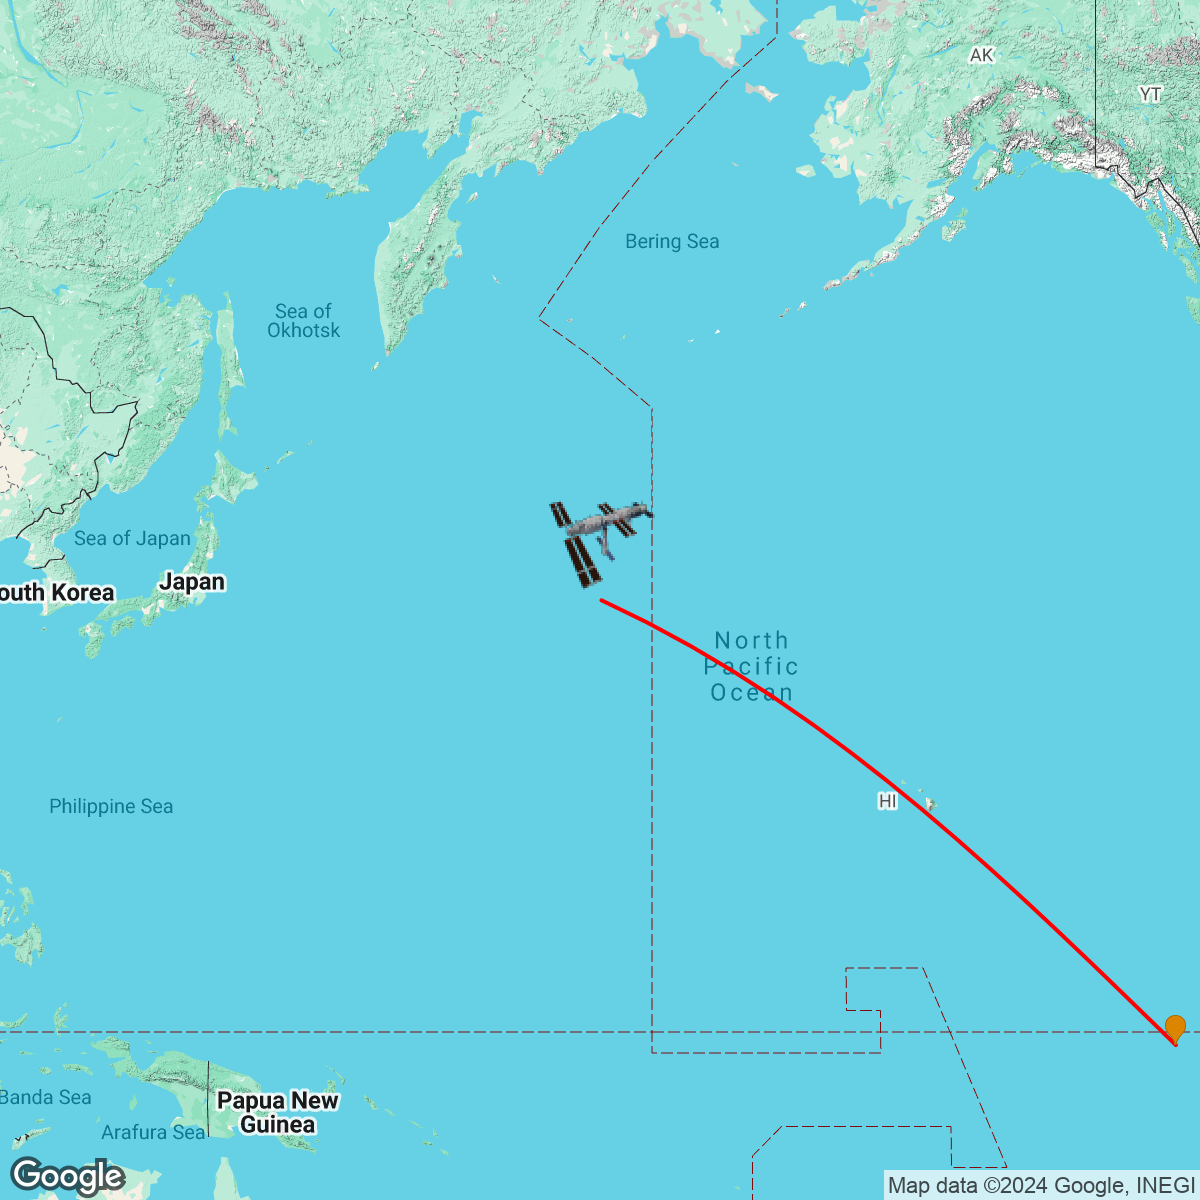 AK
YT
Bering Sea
Sea of
Okhotsk
Sea of Japan
Japan
outh Korea
North
Pacific
Ocean
HI
Philippine Sea
Banda Sea
Papua New
Guinea
Arafura Sea
Google
Map data ©2024 Google, INEGI